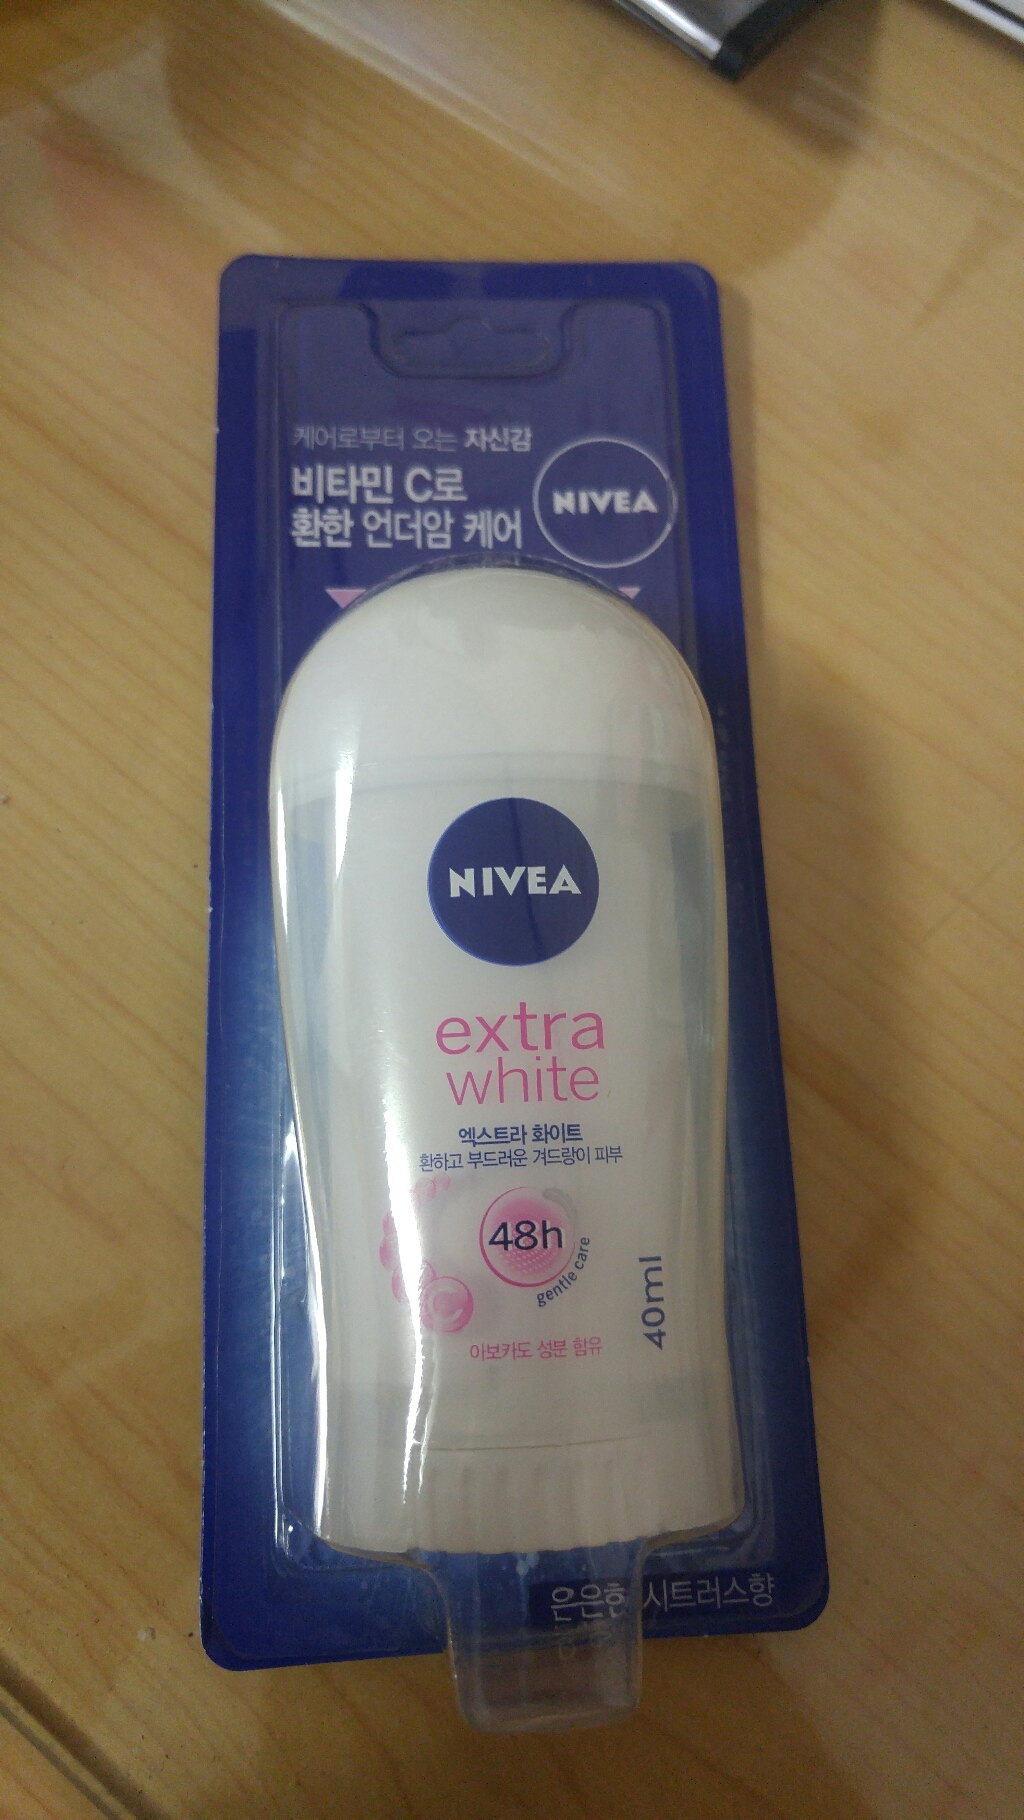 케어로부터 오는 자신감
비타민 C로
환한 언더암 케어
NIVEA
NIVEA
extra
white
엑스트라 화이트
환하고 부드러운 겨드랑이 피부
48h
gentle care
C
40ml
아보카도 성분 함유
은은한 시트러스향